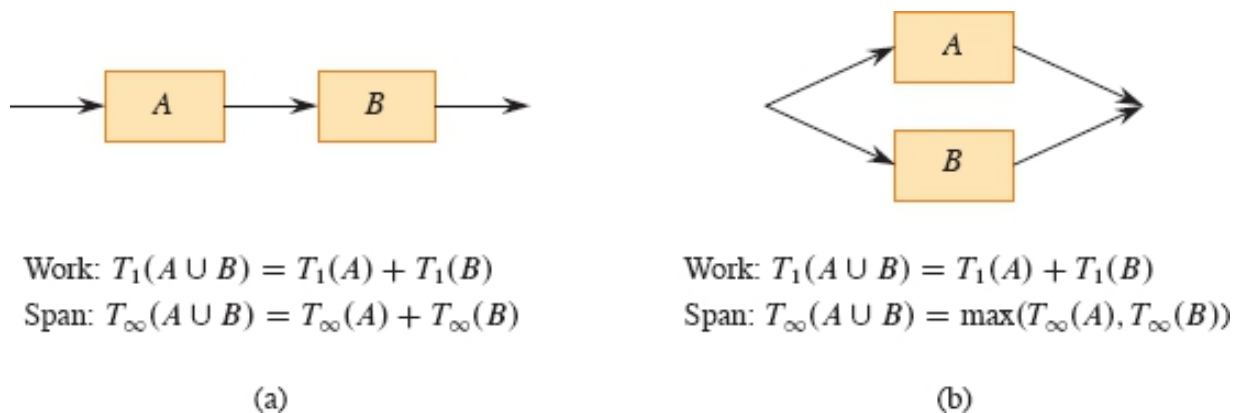 A
B
Work: T₁(A ∪ B) = T₁(A) + T₁(B)
Span: T∞(A ∪ B) = T∞(A) + T∞(B)
(a)
A
B
Work: T₁(A ∪ B) = T₁(A) + T₁(B)
Span: T∞(A ∪ B) = max(T∞(A), T∞(B))
(b)